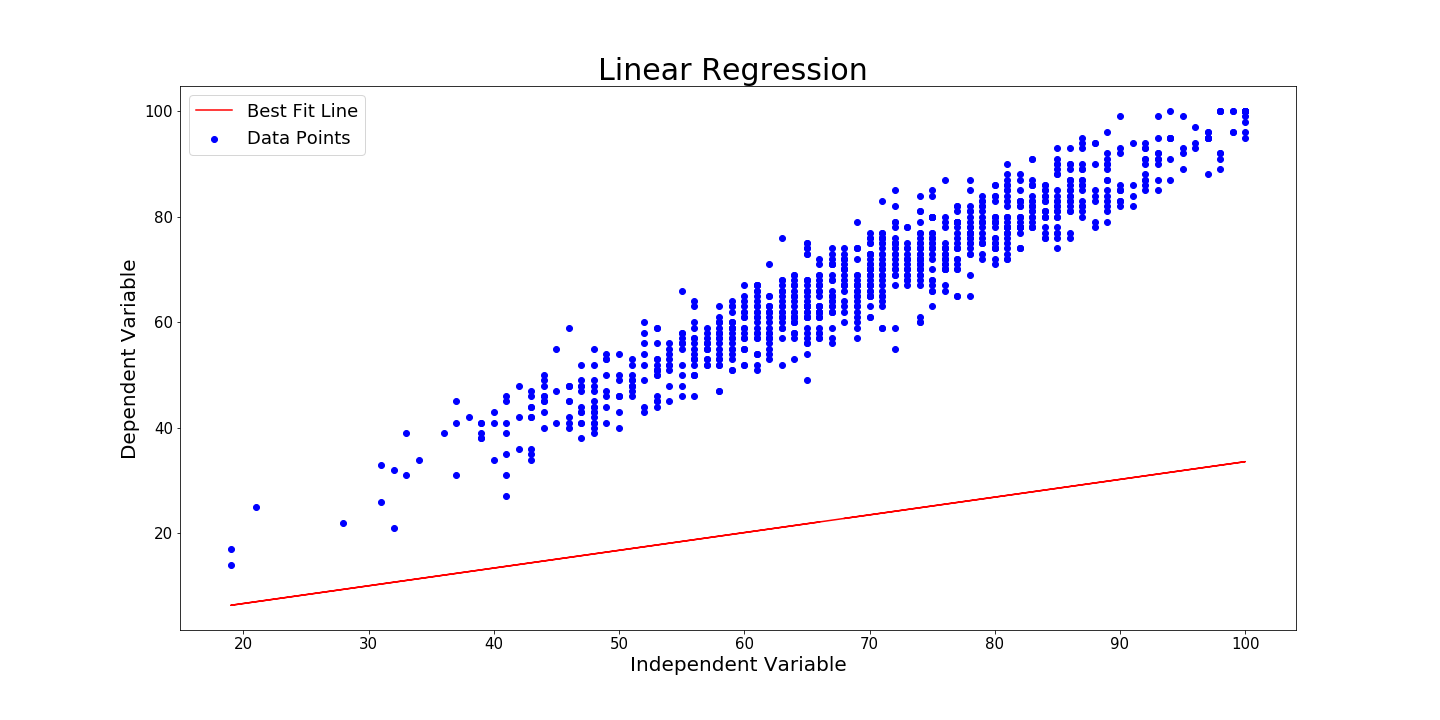 Linear Regression
Best Fit Line
Data Points
100
80
60
40
20
Dependent Variable
20 30 40 50 60 70 80 90 100
Independent Variable